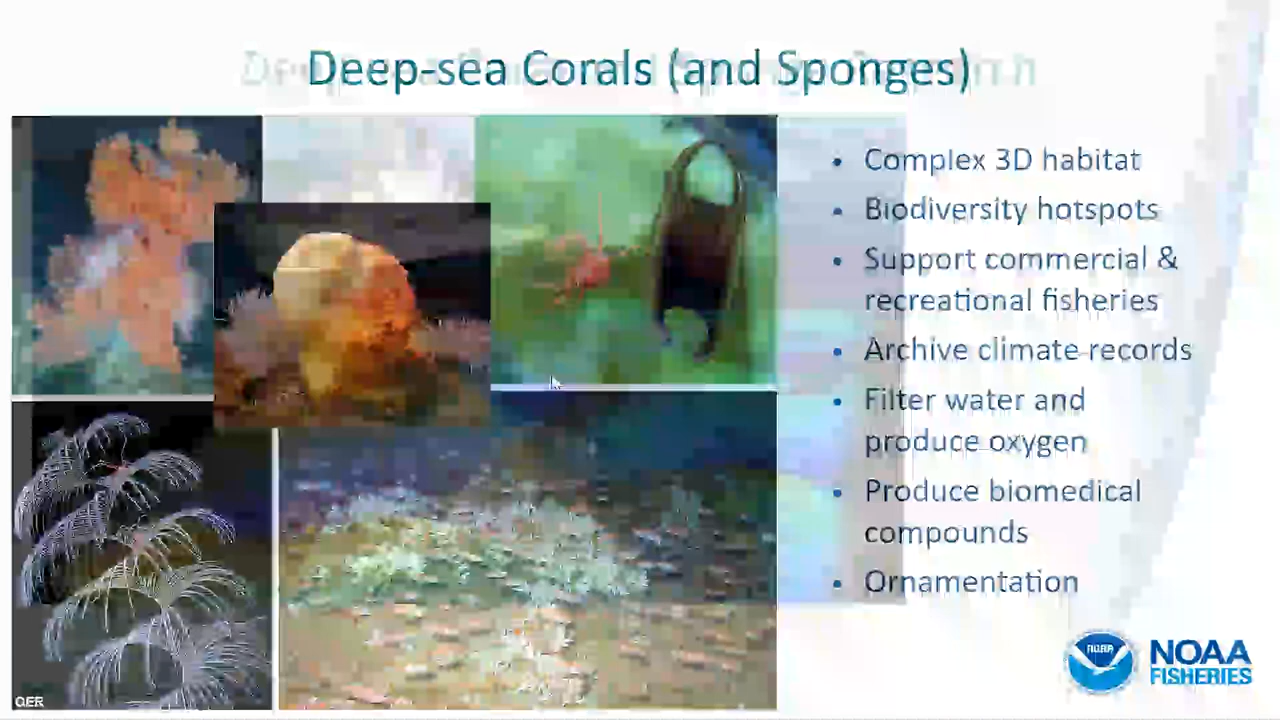 Deep-sea Corals (and Sponges)
• Complex 3D habitat
• Biodiversity hotspots
• Support commercial &
recreational fisheries
• Archive climate records
• Filter water and
produce oxygen
• Produce biomedical
compounds
• Ornamentation
OER
NOAA
FISHERIES